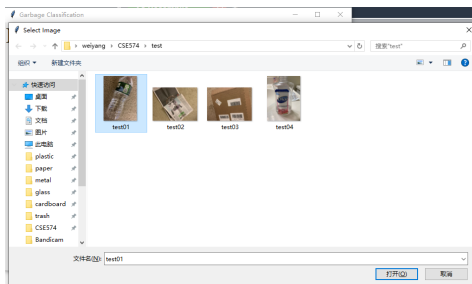 Garbage Classification
Select Image
weiyang › CSE574 › test
搜索"test"
组织
新建文件夹
快速访问
桌面
下载
文档
图片
此电脑
plastic
paper
metal
glass
cardboard
trash
CSE574
Bandicam
test01
test02
test03
test04
文件名(N): test01
打开(O)
取消